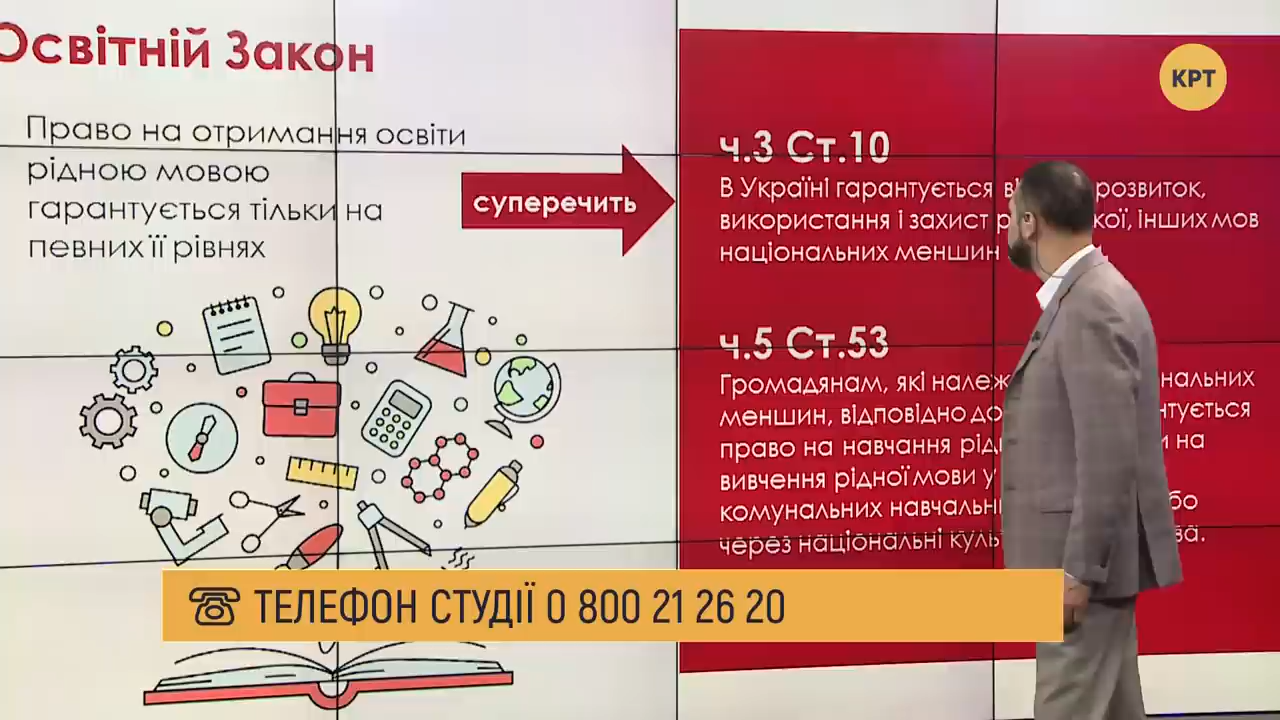 Освітній Закон
Право на отримання освіти
рідною мовою
гарантується тільки на
певних її рівнях
суперечить
КРТ
ч.3 Ст.10
В Україні гарантується розвиток,
використання і захист інших мов
національних меншин
ч.5 Ст.53
Громадянам, які
меншин, відповідно до
право на навчання на
вивчення рідної мови у
комунальних
через національні
ТЕЛЕФОН СТУДІЇ 0 800 21 26 20